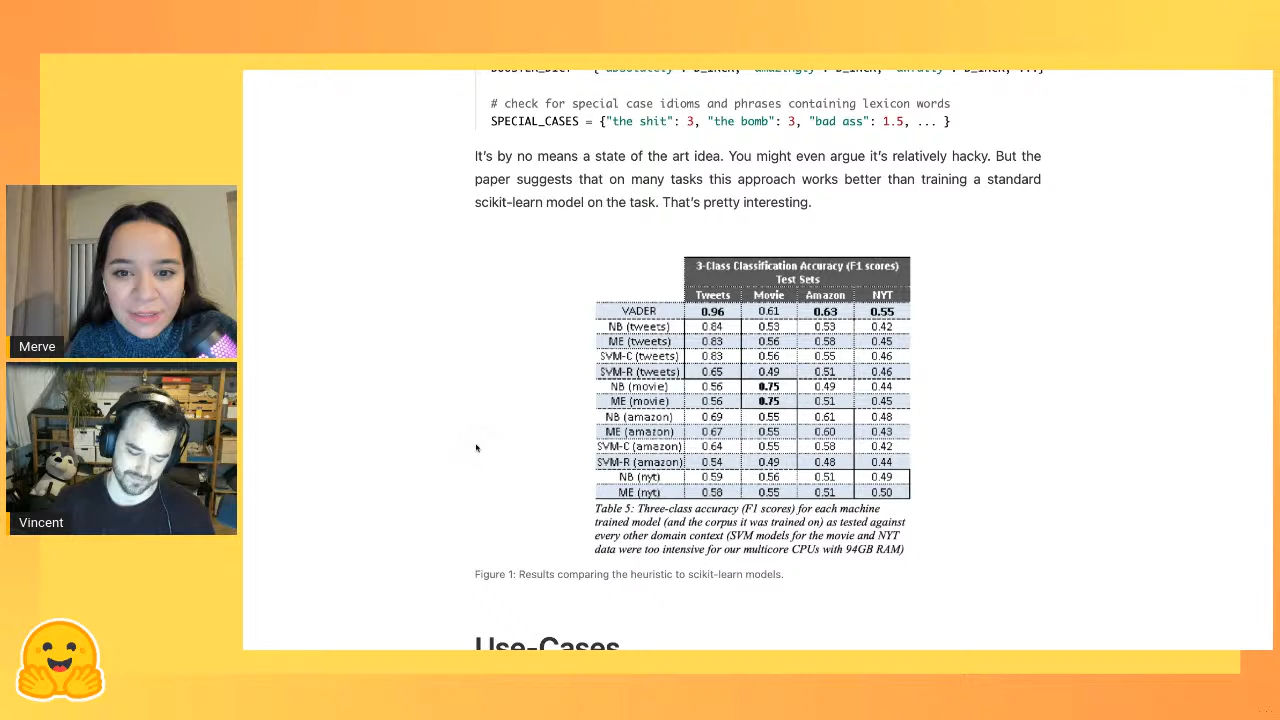 # check for special case idioms and phrases containing lexicon words
SPECIAL_CASES = {"the shit": 3, "the bomb": 3, "bad ass": 1.5, ... }
It's by no means a state of the art idea. You might even argue it's relatively hacky. But the
paper suggests that on many tasks this approach works better than training a standard
scikit-learn model on the task. That's pretty interesting.
3-Class Classification Accuracy (F1 scores)
Test Sets
Tweets Movie Amazon NYT
VADER 0.96 0.61 0.63 0.55
NB (tweets) 0.84 0.53 0.53 0.42
ME (tweets) 0.83 0.56 0.58 0.45
SVM-C (tweets) 0.83 0.56 0.55 0.46
SVM-R (tweets) 0.65 0.49 0.51 0.46
NB (movie) 0.56 0.75 0.49 0.44
ME (movie) 0.56 0.75 0.51 0.45
NB (amazon) 0.69 0.55 0.61 0.48
ME (amazon) 0.67 0.55 0.60 0.43
SVM-C (amazon) 0.64 0.55 0.58 0.42
SVM-R (amazon) 0.54 0.49 0.48 0.44
NB (nyt) 0.59 0.56 0.51 0.49
ME (nyt) 0.58 0.55 0.51 0.50
Table 5: Three-class accuracy (F1 scores) for each machine
trained model (and the corpus it was trained on) as tested against
every other domain context (SVM models for the movie and NYT
data were too intensive for our multicore CPUs with 94GB RAM)
Figure 1: Results comparing the heuristic to scikit-learn models.
Use-Cases
Merve
Vincent